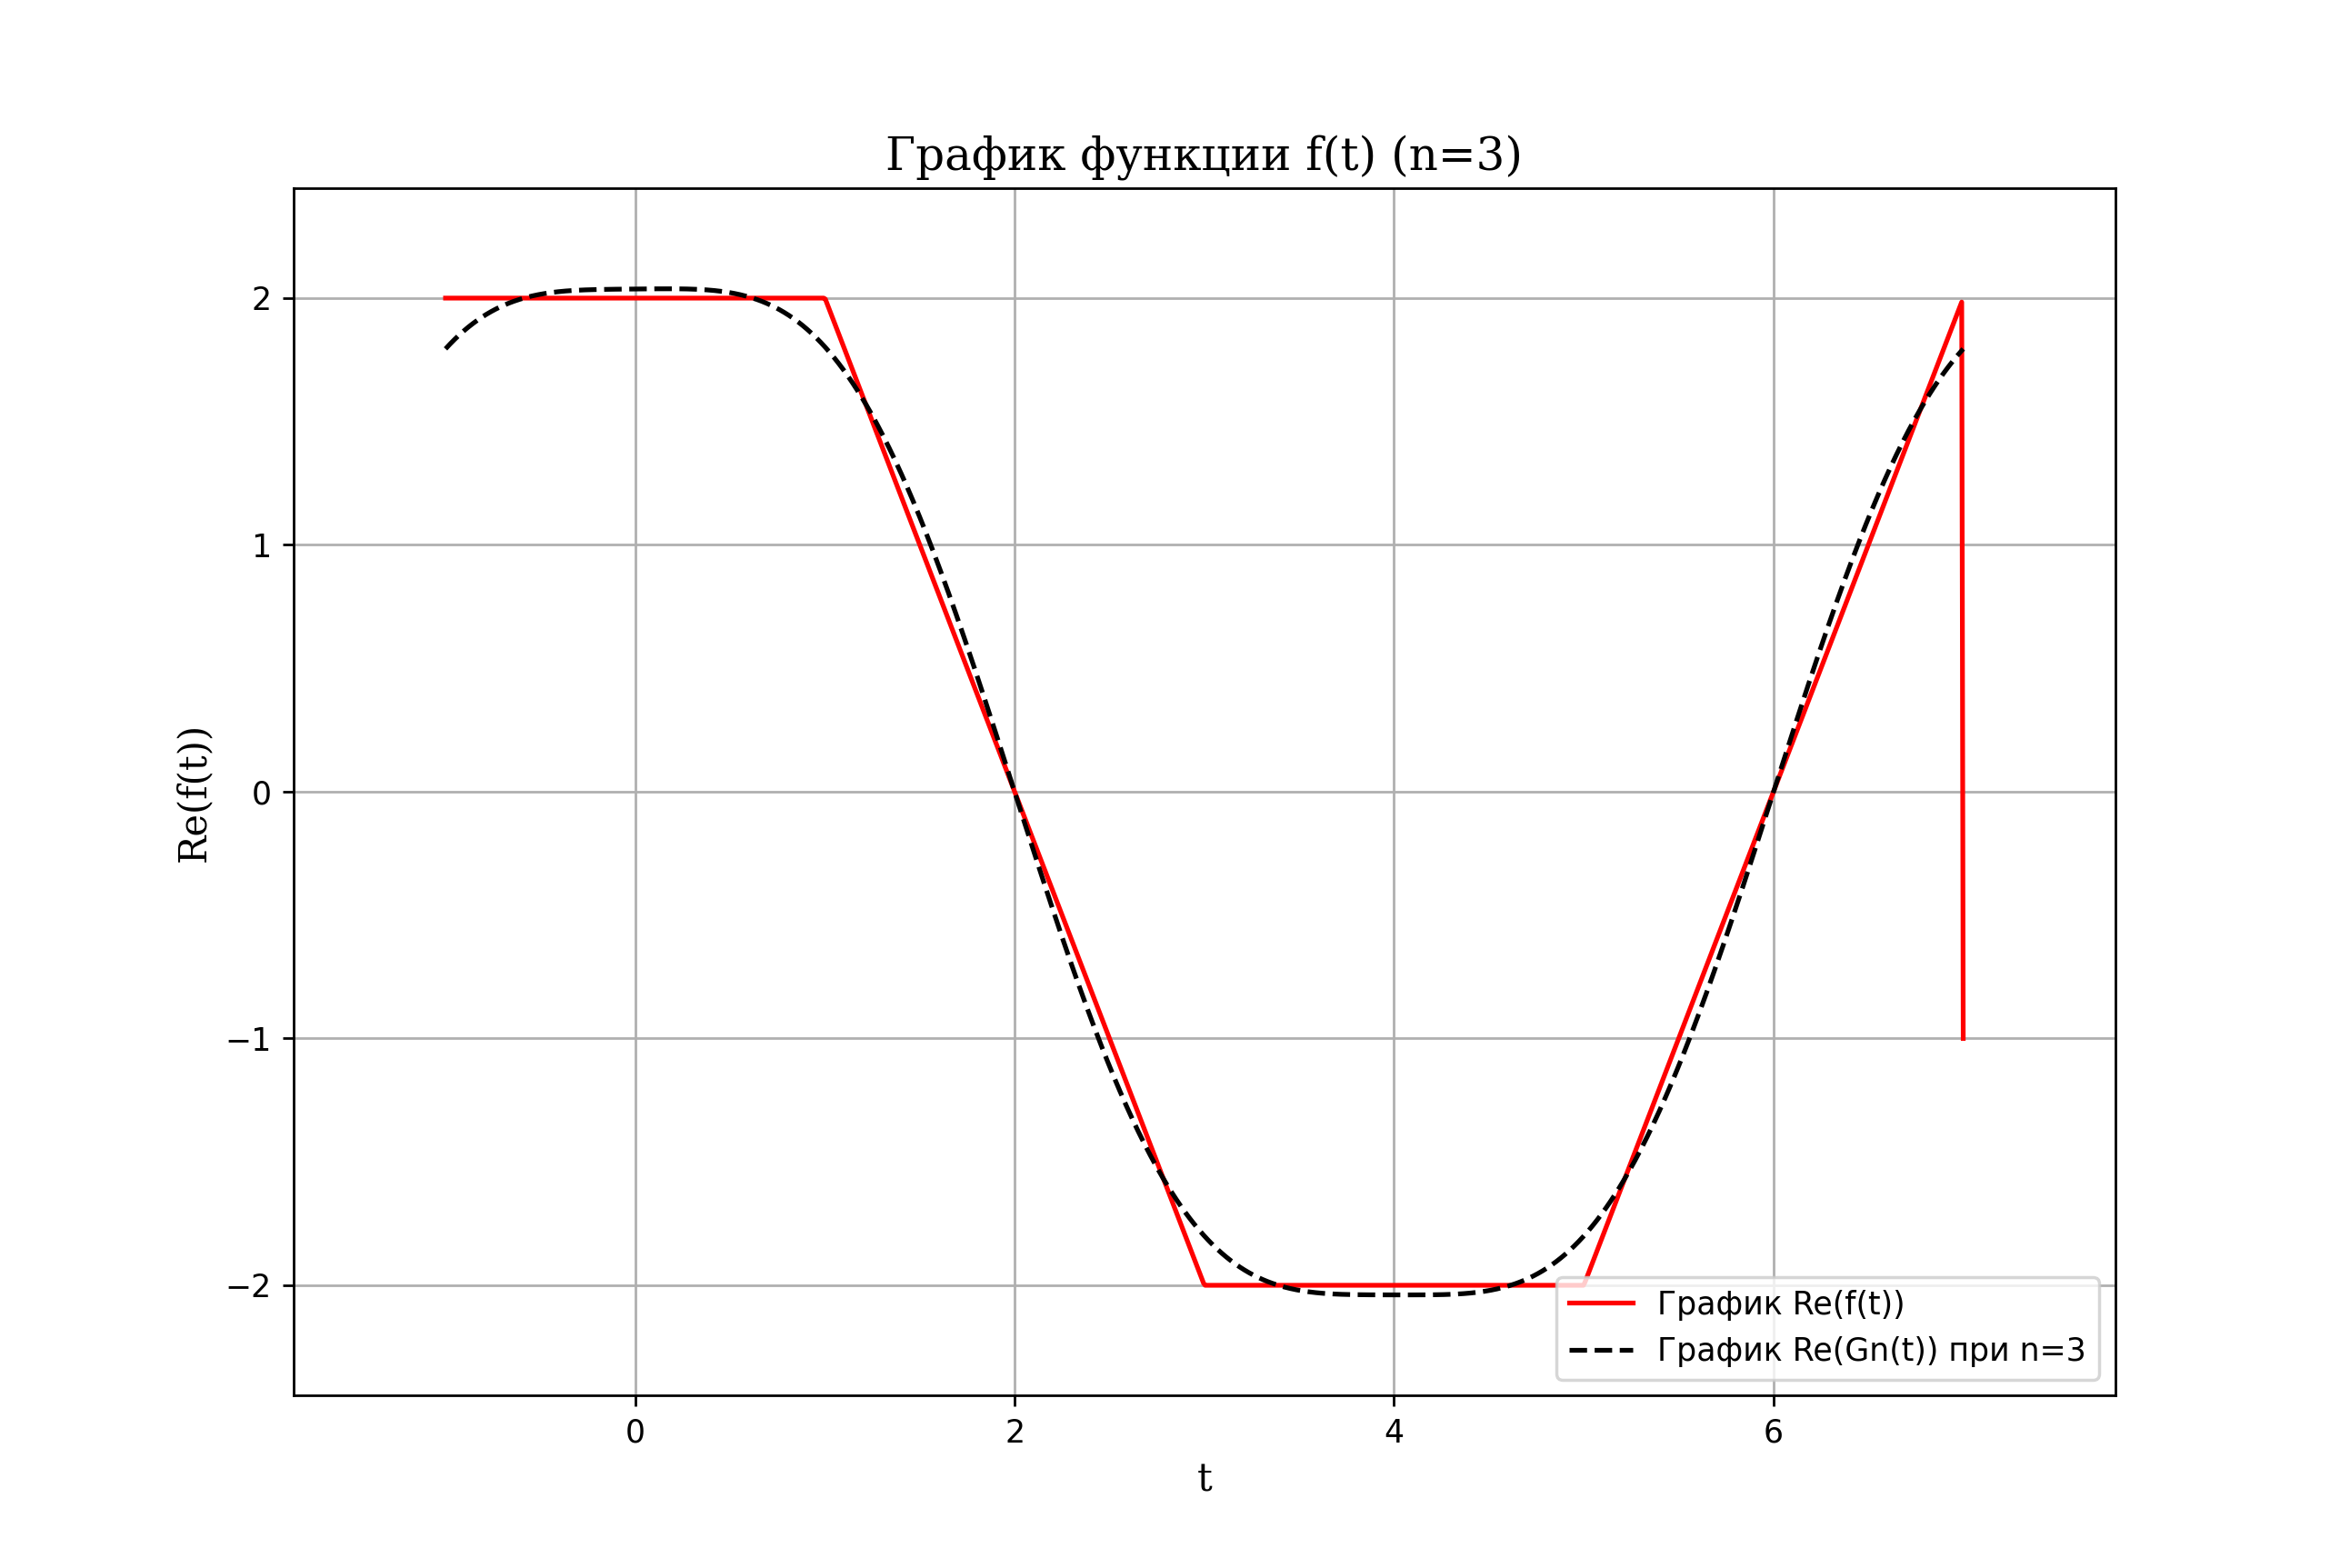 График функции f(t) (n=3)
2
1
0
−1
−2
Re(f(t))
График Re(f(t))
График Re(Gn(t)) при n=3
0
2
4
6
t